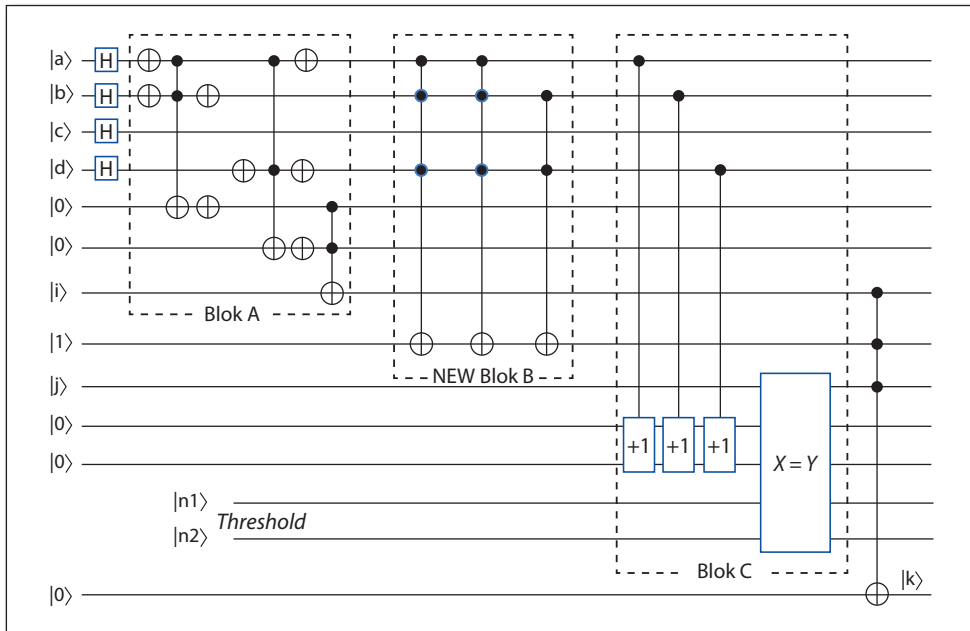 |a⟩ H
|b⟩ H
|c⟩ H
|d⟩ H
|0⟩
|0⟩
|i⟩
Blok A
|1⟩
NEW Blok B
|j⟩
|0⟩
+1 +1 +1
|0⟩
X = Y
|n1⟩
Threshold
|n2⟩
Blok C
|k⟩
|0⟩